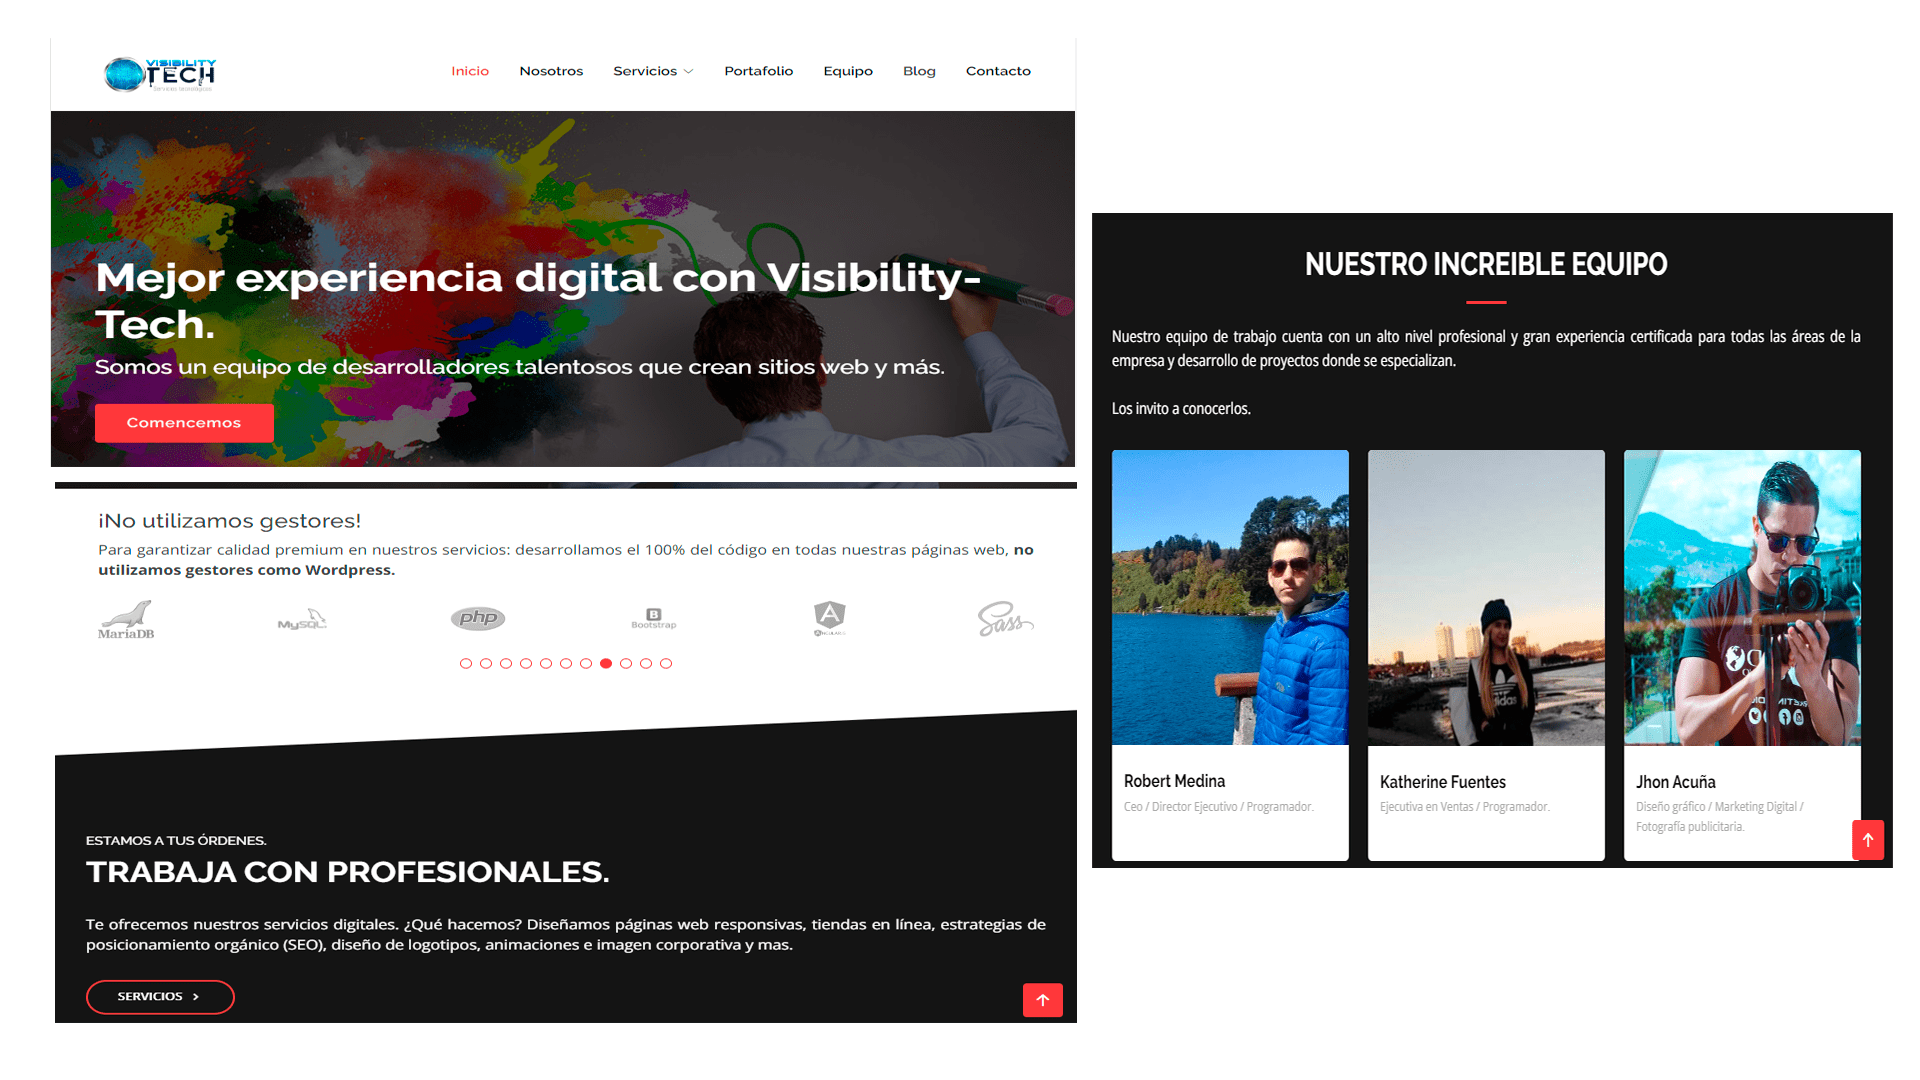 VISIBILITY
TECH
Servicios tecnológicos
Inicio
Nosotros
Servicios
Portafolio
Equipo
Blog
Contacto
Mejor experiencia digital con Visibility-
Tech.
Somos un equipo de desarrolladores talentosos que crean sitios web y más.
Comencemos
¡No utilizamos gestores!
Para garantizar calidad premium en nuestros servicios: desarrollamos el 100% del código en todas nuestras páginas web, no
utilizamos gestores como Wordpress.
MariaDB
MySQL
php
B
Bootstrap
A
ANGULARJS
Sass
ESTAMOS A TUS ÓRDENES.
TRABAJA CON PROFESIONALES.
Te ofrecemos nuestros servicios digitales. ¿Qué hacemos? Diseñamos páginas web responsivas, tiendas en línea, estrategias de
posicionamiento orgánico (SEO), diseño de logotipos, animaciones e imagen corporativa y mas.
SERVICIOS >
NUESTRO INCREIBLE EQUIPO
Nuestro equipo de trabajo cuenta con un alto nivel profesional y gran experiencia certificada para todas las áreas de la
empresa y desarrollo de proyectos donde se especializan.
Los invito a conocerlos.
adidas
Robert Medina
Ceo / Director Ejecutivo / Programador.
Katherine Fuentes
Ejecutiva en Ventas / Programador.
Jhon Acuña
Diseño gráfico / Marketing Digital /
Fotografía publicitaria.